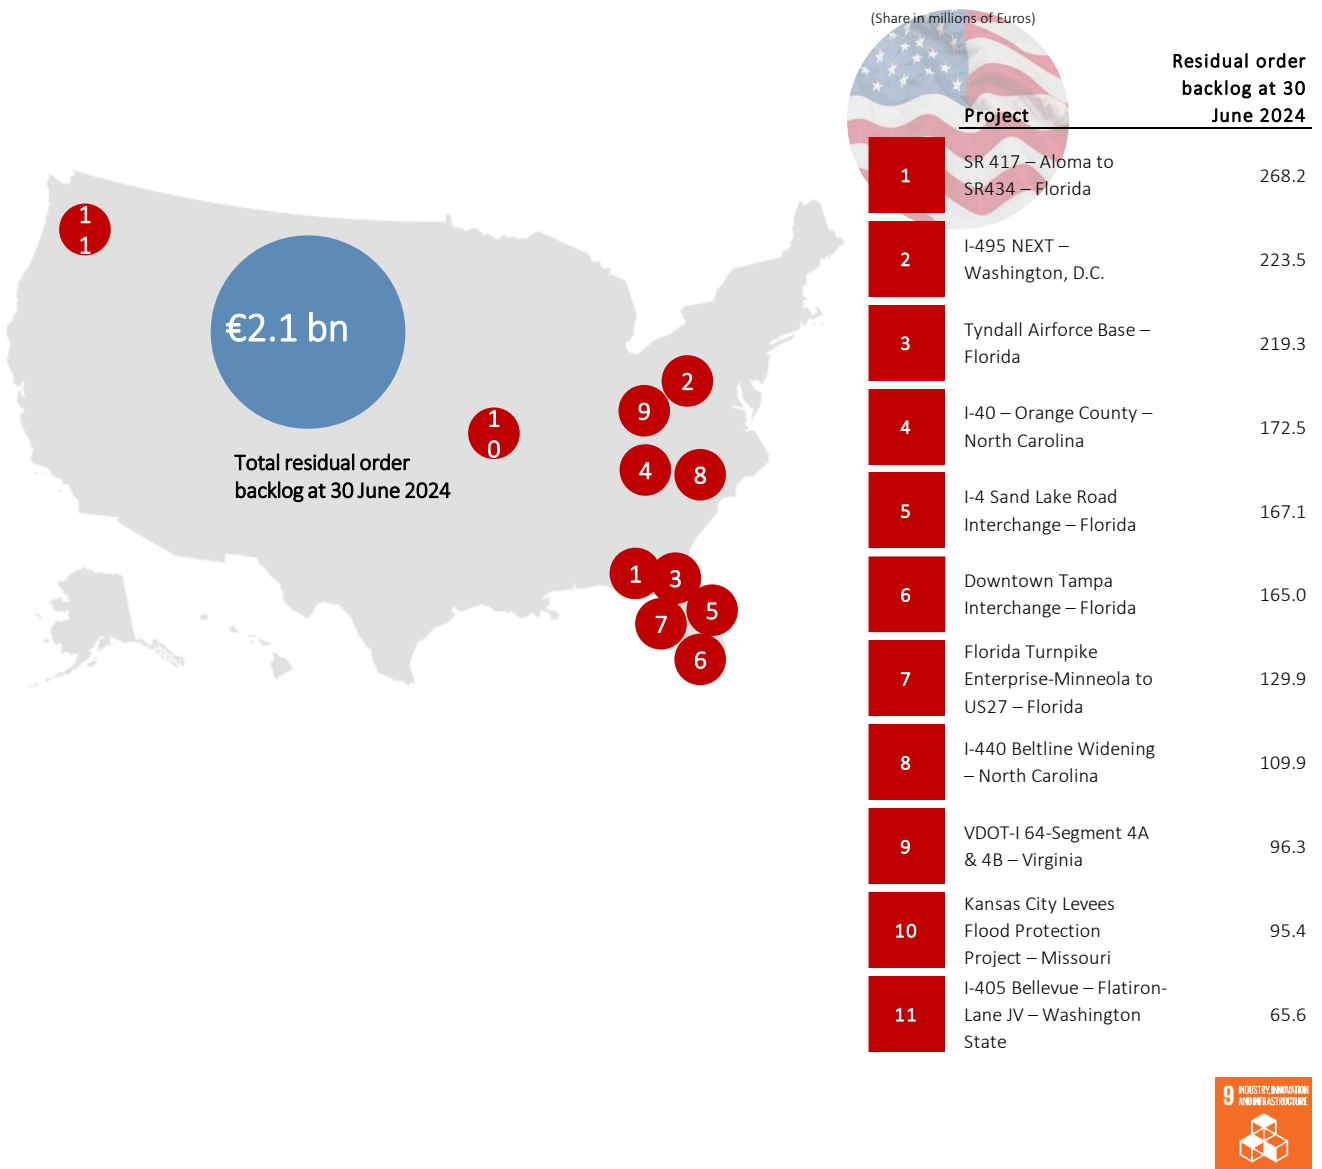 (Share in millions of Euros)
Residual order
backlog at 30
June 2024
Project
1
SR 417 – Aloma to
SR434 – Florida
268.2
2
I-495 NEXT –
Washington, D.C.
223.5
3
Tyndall Airforce Base –
Florida
219.3
4
I-40 – Orange County –
North Carolina
172.5
5
I-4 Sand Lake Road
Interchange – Florida
167.1
6
Downtown Tampa
Interchange – Florida
165.0
7
Florida Turnpike
Enterprise-Minneola to
US27 – Florida
129.9
8
I-440 Beltline Widening
– North Carolina
109.9
9
VDOT-I 64-Segment 4A
& 4B – Virginia
96.3
10
Kansas City Levees
Flood Protection
Project – Missouri
95.4
11
I-405 Bellevue – Flatiron-
Lane JV – Washington
State
65.6
1
1
€2.1 bn
Total residual order
backlog at 30 June 2024
1
0
2
9
4
8
1
3
5
7
6
9 INDUSTRY, INNOVATION
AND INFRASTRUCTURE